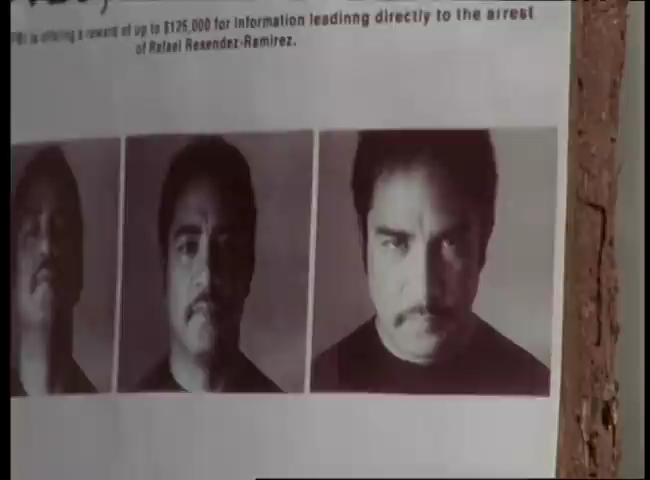 FBI is offering a reward of up to $125,000 for information leadinng directly to the arrest
of Rafael Resendez-Ramirez.